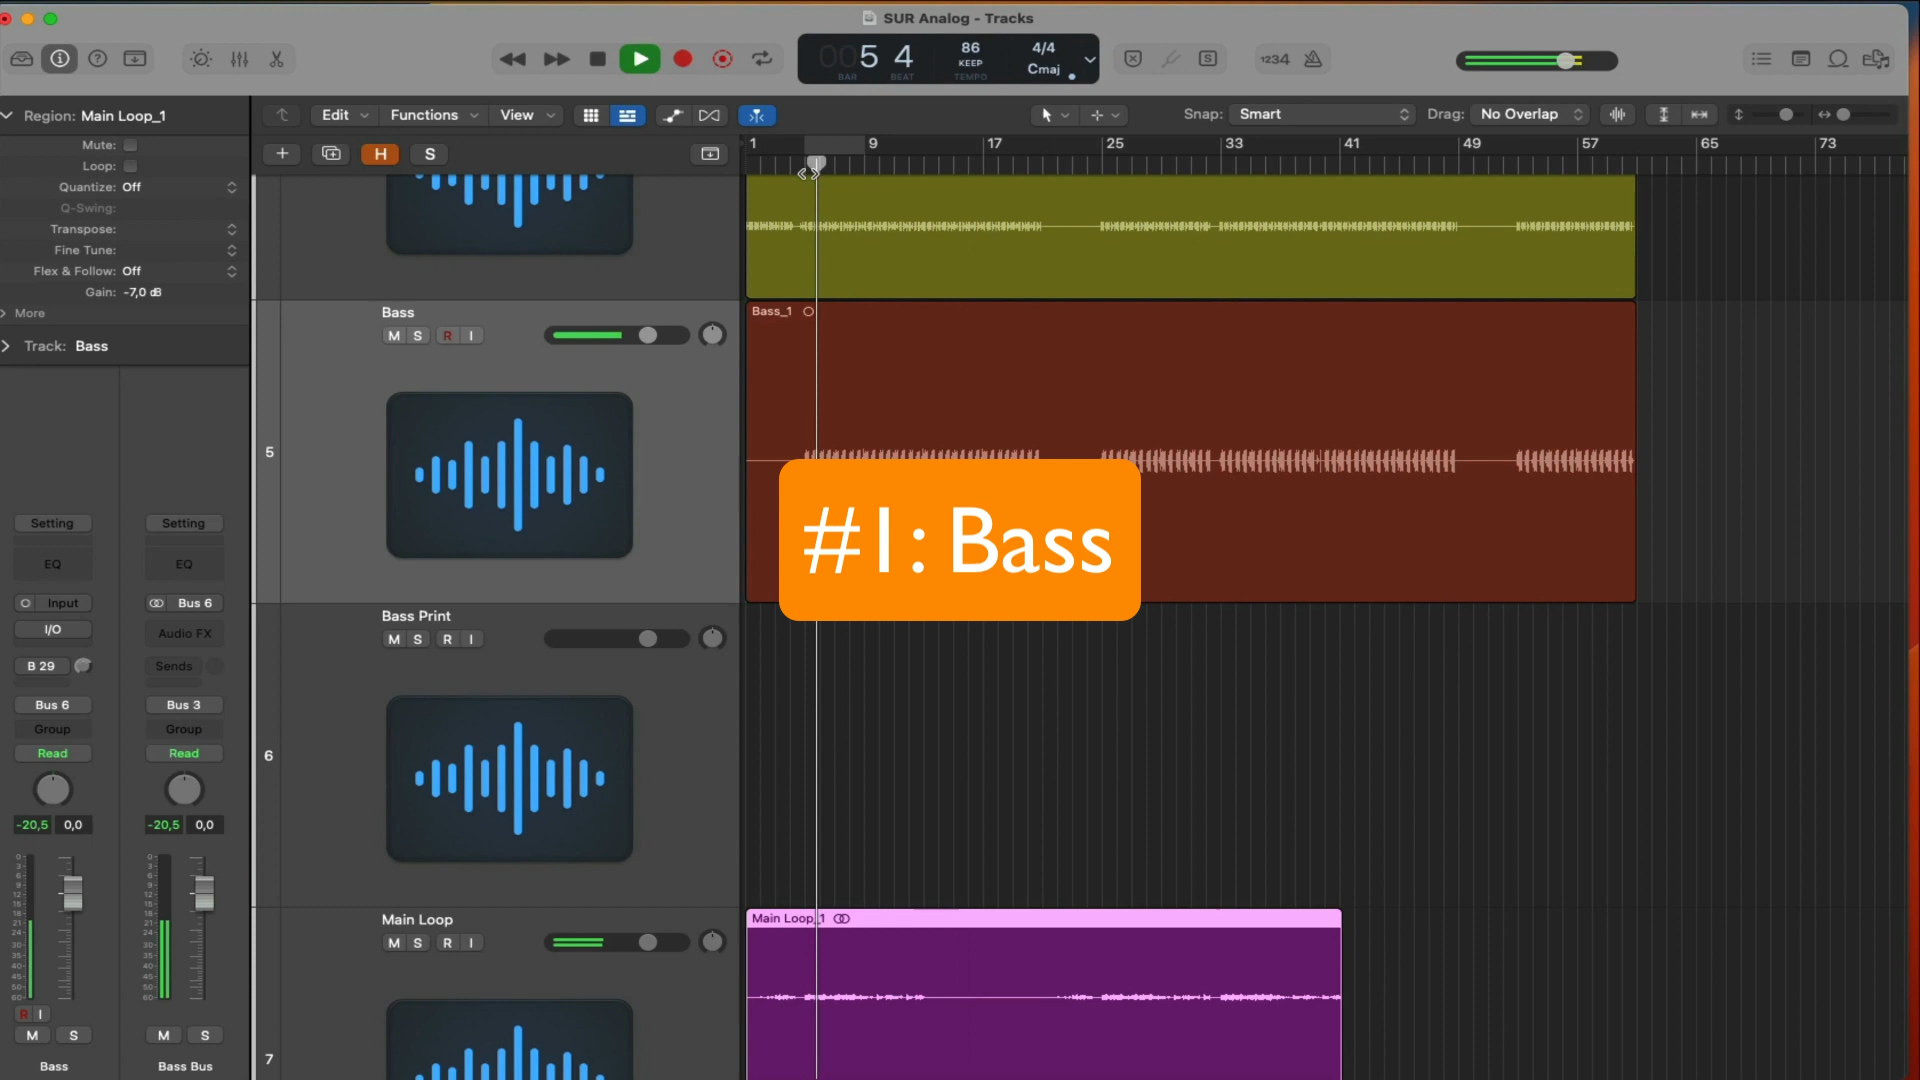 SUR Analog - Tracks
005 4
BAR BEAT
86
KEEP
TEMPO
4/4
Cmaj
1234
Region: Main Loop_1
Edit Functions View
Snap: Smart
Drag: No Overlap
H S
1 9 17 25 33 41 49 57 65 73
Mute:
Loop:
Quantize: Off
Q-Swing:
Transpose:
Fine Tune:
Flex & Follow: Off
Gain: -7,0 dB
More
Track: Bass
Bass
M S R I
5
Bass_1
#1: Bass
Bass Print
M S R I
6
Main Loop
M S R I
7
Main Loop_1
Setting Setting
EQ EQ
Input Bus 6
I/O Audio FX
B 29 Sends
Bus 6 Bus 3
Group Group
Read Read
-20,5 0,0 -20,5 0,0
R I
M S M S
Bass Bass Bus